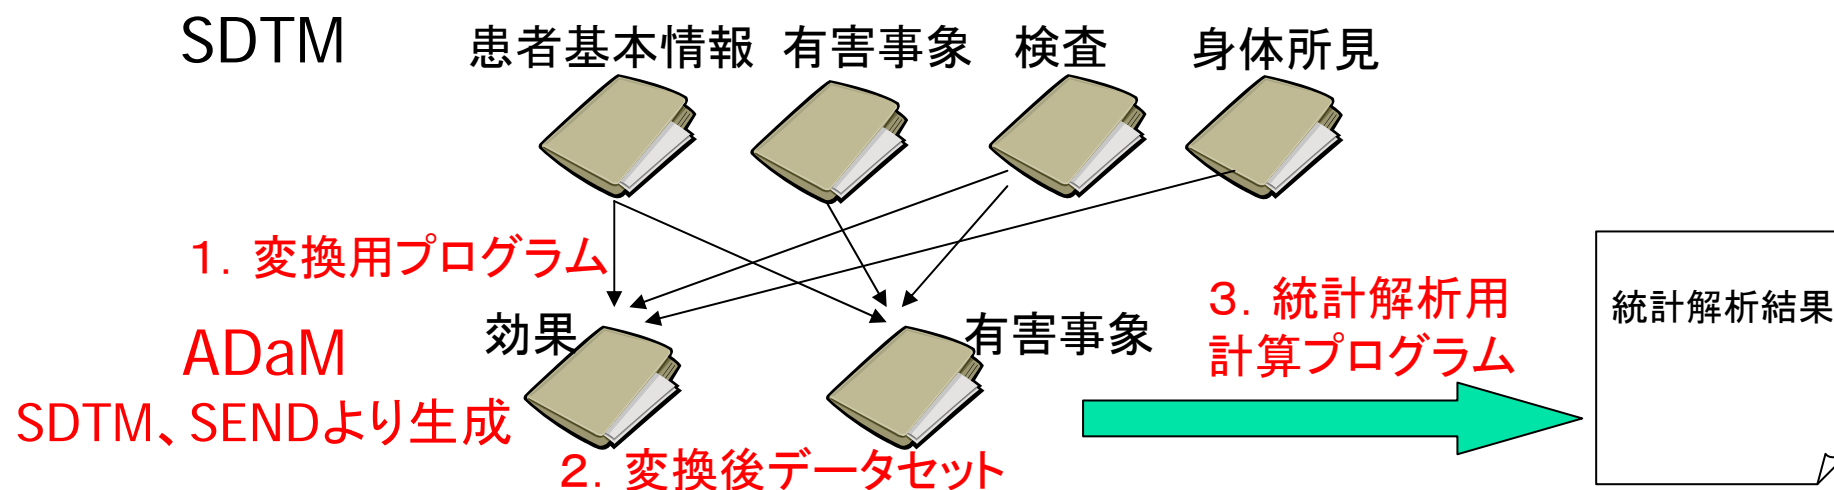 SDTM
患者基本情報 有害事象 検査 身体所見
1. 変換用プログラム
効果
有害事象
3. 統計解析用
計算プログラム
統計解析結果
ADaM
SDTM、SENDより生成
2. 変換後データセット